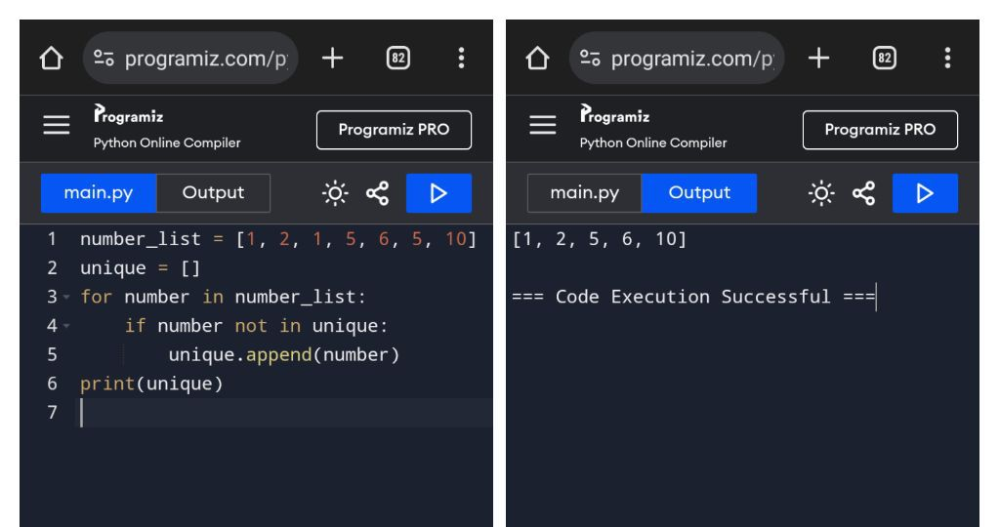 programiz.com/p
82
Programiz
Python Online Compiler
Programiz PRO
main.py
Output
1 number_list = [1, 2, 1, 5, 6, 5, 10]
2 unique = []
3 for number in number_list:
4     if number not in unique:
5         unique.append(number)
6 print(unique)
7
programiz.com/p
82
Programiz
Python Online Compiler
Programiz PRO
main.py
Output
[1, 2, 5, 6, 10]
=== Code Execution Successful ===